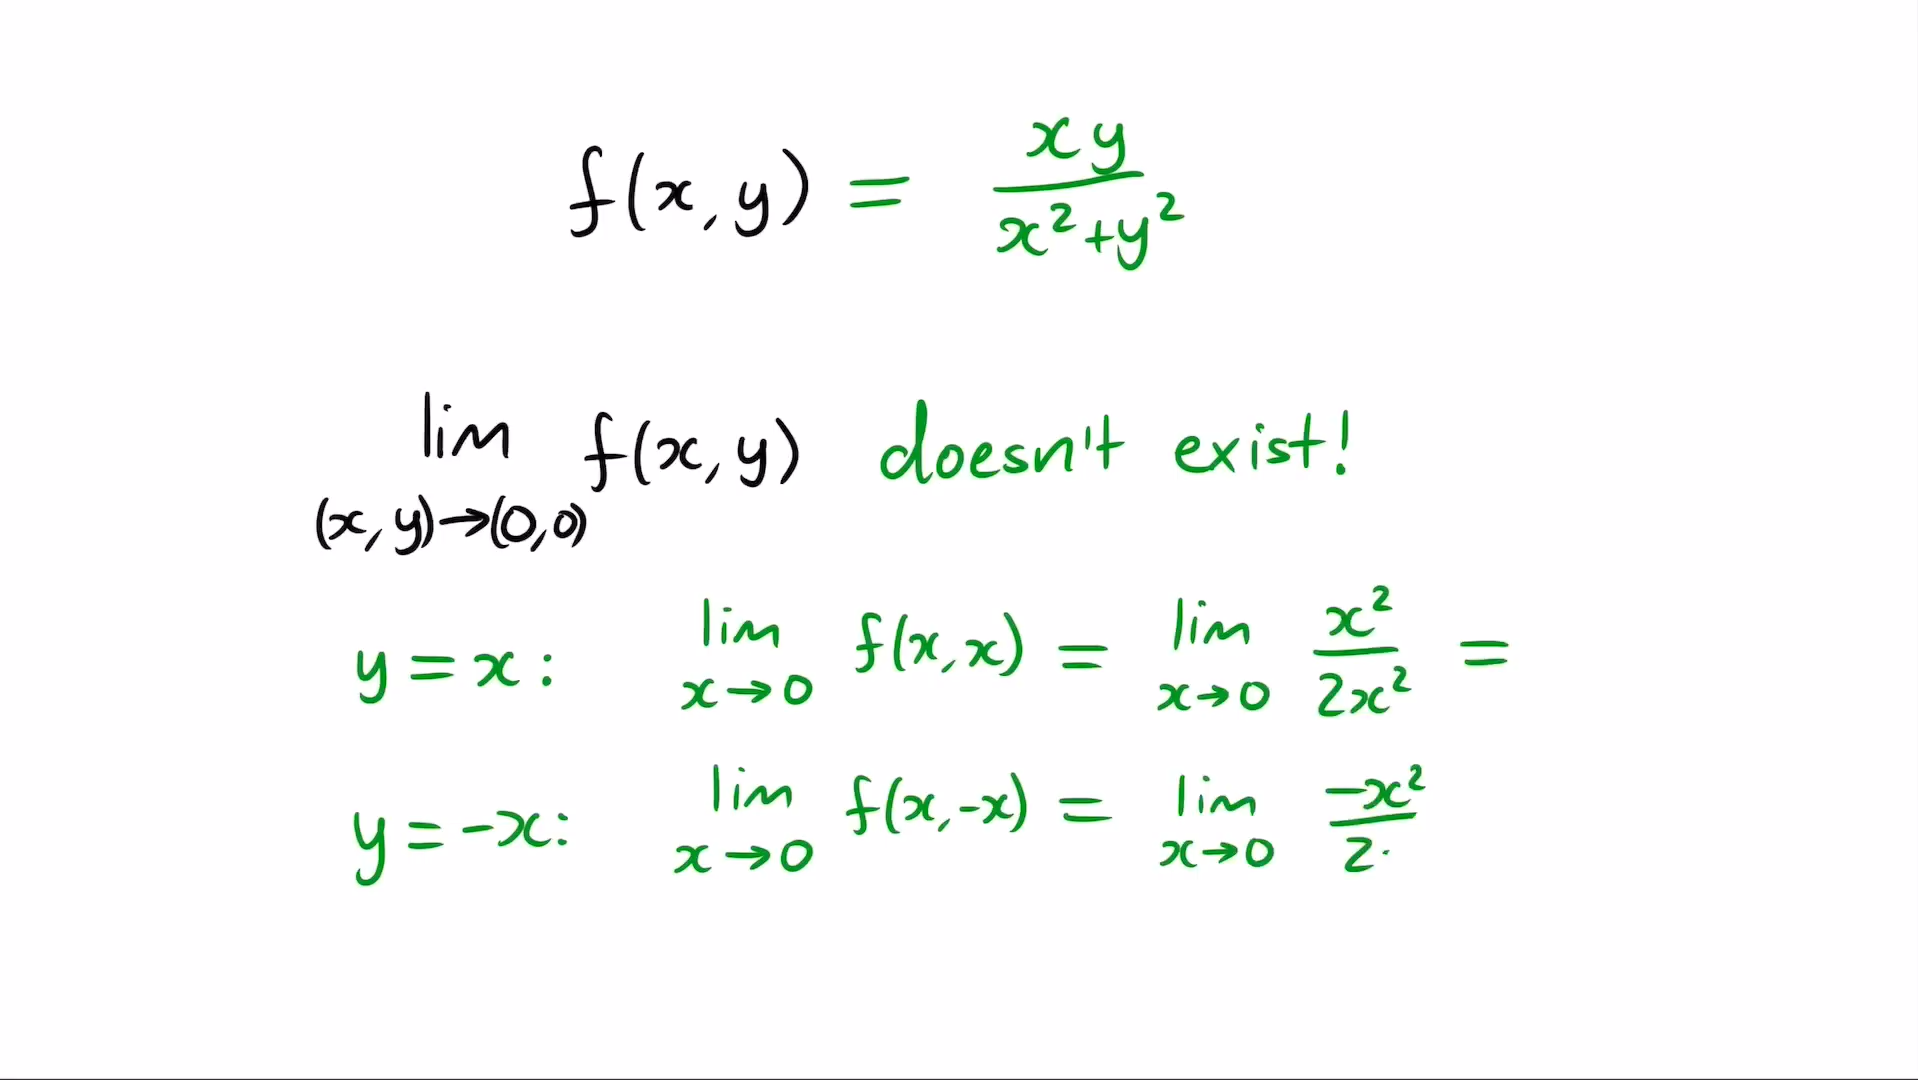 f(x,y) = xy / x²+y²
lim f(x,y) doesn't exist!
(x,y)→(0,0)
y = x: lim x→0 f(x,x) = lim x→0 x² / 2x² =
y = -x: lim x→0 f(x,-x) = lim x→0 -x² / 2